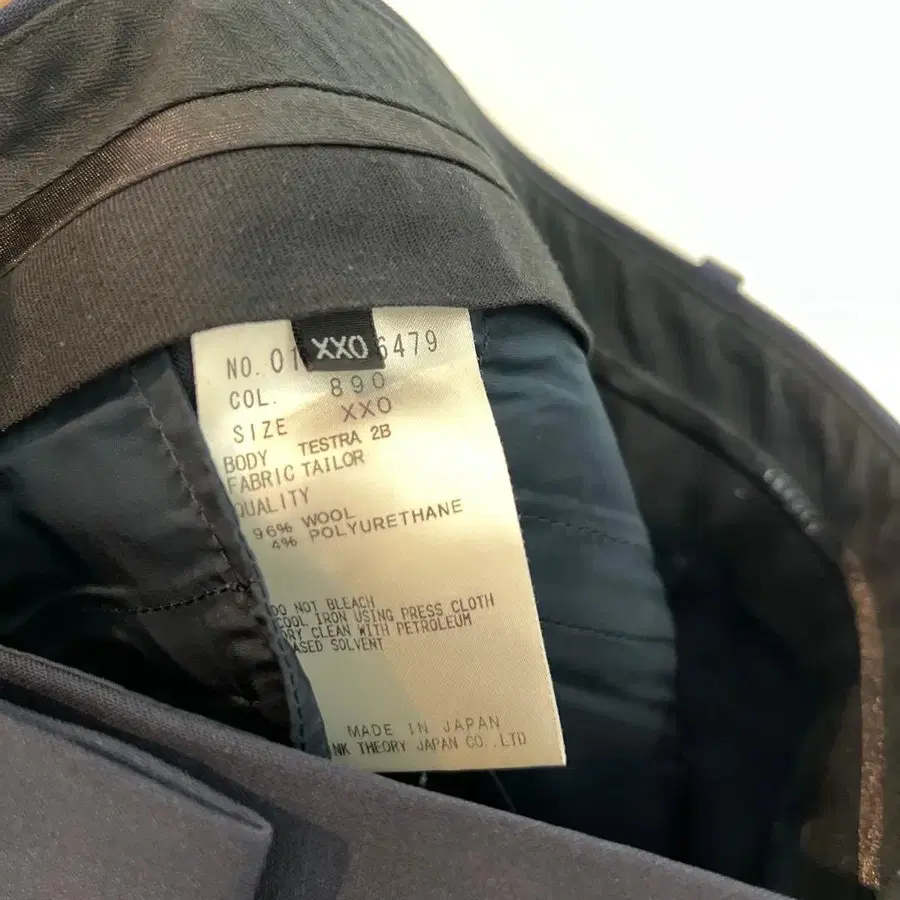 XXO
NO. 01 6479
COL. 890
SIZE XXO
BODY TESTRA 2B
FABRIC TAILOR
QUALITY
96% WOOL
4% POLYURETHANE
DO NOT BLEACH
COOL IRON USING PRESS CLOTH
DRY CLEAN WITH PETROLEUM
ASED SOLVENT
MADE IN JAPAN
NK THEORY JAPAN CO.,LTD